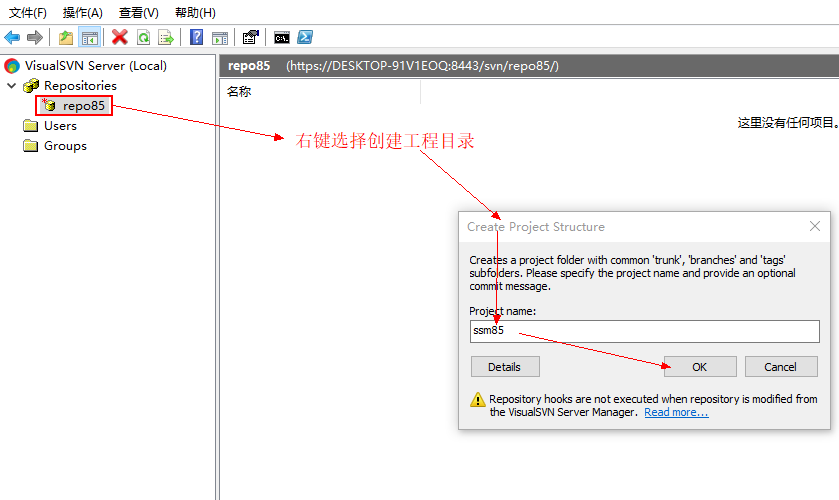 文件(F) 操作(A) 查看(V) 帮助(H)
VisualSVN Server (Local)
Repositories
repo85
Users
Groups
repo85 (https://DESKTOP-91V1EOQ:8443/svn/repo85/)
名称
这里没有任何项目。
右键选择创建工程目录
Create Project Structure
Creates a project folder with common 'trunk', 'branches' and 'tags'
subfolders. Please specify the project name and provide an optional
commit message.
Project name:
ssm85
Details OK Cancel
Repository hooks are not executed when repository is modified from
the VisualSVN Server Manager. Read more...